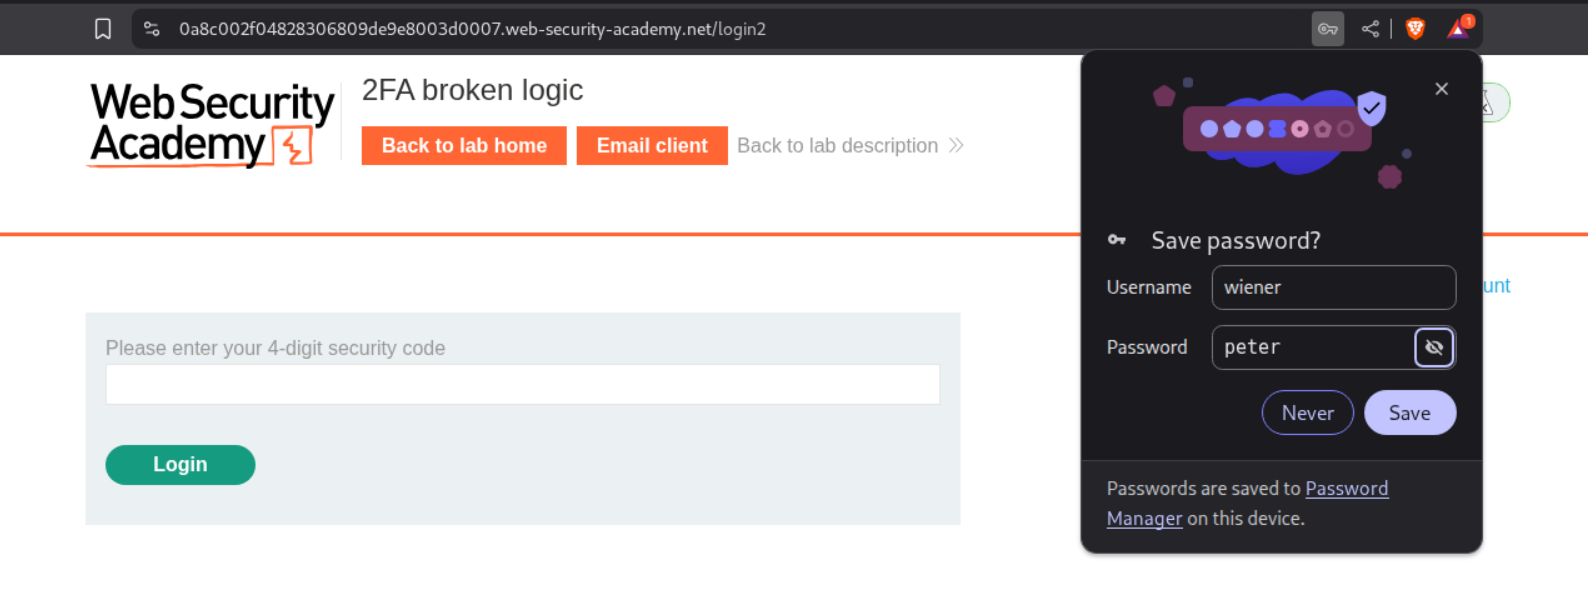 0a8c002f04828306809de9e8003d0007.web-security-academy.net/login2
1
Web Security
Academy
2FA broken logic
Back to lab home
Email client
Back to lab description
Save password?
Username
wiener
Password
peter
Never
Save
Passwords are saved to Password
Manager on this device.
unt
Please enter your 4-digit security code
Login